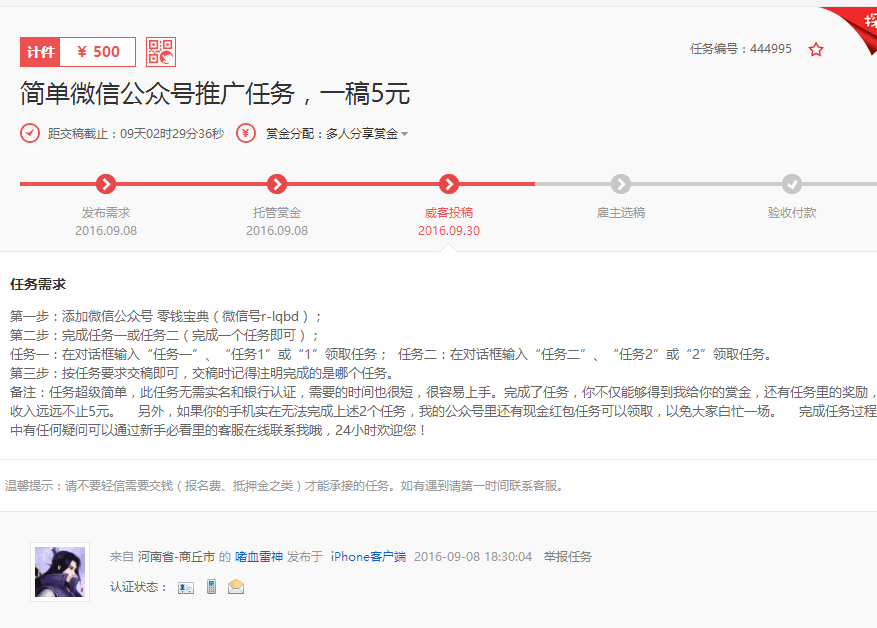 计件 ¥ 500
任务编号：444995
简单微信公众号推广任务，一稿5元
距交稿截止：09天02时29分36秒 赏金分配：多人分享赏金
发布需求 托管赏金 威客投稿 雇主选稿 验收付款
2016.09.08 2016.09.08 2016.09.30
任务需求
第一步：添加微信公众号 零钱宝典（微信号r-lqbd）；
第二步：完成任务一或任务二（完成一个任务即可）；
任务一：在对话框输入“任务一”、“任务1”或“1”领取任务； 任务二：在对话框输入“任务二”、“任务2”或“2”领取任务。
第三步：按任务要求交稿即可，交稿时记得注明完成的是哪个任务。
备注：任务超级简单，此任务无需实名和银行认证，需要的时间也很短，很容易上手。完成了任务，你不仅能够得到我给你的赏金，还有任务里的奖励，
收入远远不止5元。 另外，如果你的手机实在无法完成上述2个任务，我的公众号里还有现金红包任务可以领取，以免大家白忙一场。 完成任务过程
中有任何疑问可以通过新手必看里的客服在线联系我哦，24小时欢迎您！
温馨提示：请不要轻信需要交钱（报名费、抵押金之类）才能承接的任务。如有遇到请第一时间联系客服。
来自 河南省-商丘市 的 嗜血雷神 发布于 iPhone客户端 2016-09-08 18:30:04 举报任务
认证状态：